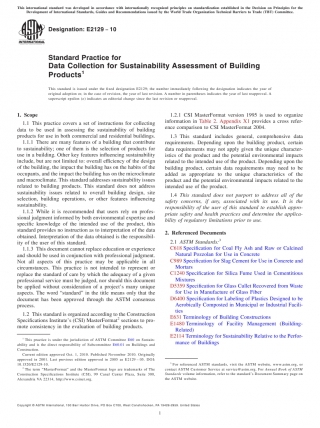 This international standard was developed in accordance with internationally recognized principles on standardization established in the Decision on Principles for the
Development of International Standards, Guides and Recommendations issued by the World Trade Organization Technical Barriers to Trade (TBT) Committee.
Designation: E2129 – 10
Standard Practice for
Data Collection for Sustainability Assessment of Building
Products1
This standard is issued under the fixed designation E2129; the number immediately following the designation indicates the year of
original adoption or, in the case of revision, the year of last revision. A number in parentheses indicates the year of last reapproval. A
superscript epsilon (ε) indicates an editorial change since the last revision or reapproval.
1. Scope
1.1 This practice covers a set of instructions for collecting
data to be used in assessing the sustainability of building
products for use in both commercial and residential buildings.
1.1.1 There are many features of a building that contribute
to sustainability; one of them is the selection of products for
use in a building. Other key features influencing sustainability
include, but are not limited to: overall efficiency of the design
of the building, the impact the building has on the habits of the
occupants, and the impact the building has on the microclimate
and macroclimate. This standard addresses sustainability issues
related to building products. This standard does not address
sustainability issues related to overall building design, site
selection, building operations, or other features influencing
sustainability.
1.1.2 While it is recommended that users rely on profes-
sional judgment informed by both environmental expertise and
specific knowledge of the intended use of the product, this
standard provides no instruction as to interpretation of the data
obtained. Interpretation of the data obtained is the responsibil-
ity of the user of this standard.
1.1.3 This document cannot replace education or experience
and should be used in conjunction with professional judgment.
Not all aspects of this practice may be applicable in all
circumstances. This practice is not intended to represent or
replace the standard of care by which the adequacy of a given
professional service must be judged, nor should this document
be applied without consideration of a project's many unique
aspects. The word "Standard" in the title means only that the
document has been approved through the ASTM consensus
process.
1.2 This standard is organized according to the Construction
Specifications Institute's (CSI) MasterFormat2 sections to pro-
mote consistency in the evaluation of building products.
1 This practice is under the jurisdiction of ASTM Committee E60 on Sustain-
ability and is the direct responsibility of Subcommittee E60.01 on Buildings and
Construction.
Current edition approved Oct. 1, 2010. Published November 2010. Originally
approved in 2001. Last previous edition approved in
2 The term "MasterFormat" and the MasterFormat logo are trademarks of The
Construction Specifications Institute (CSI), 99 Canal Center Plaza, Suite 300,
Alexandria VA 22314,
1.2.1 CSI MasterFormat version 1995 is used to organize
information in Table 2. Appendix X1 provides a cross refer-
ence comparison to CSI MasterFormat 2004.
1.3 This standard includes general, comprehensive data
requirements. Depending upon the building product, certain
data requirements may not apply given the unique character-
istics of the product and the potential environmental impacts
related to the intended use of the product. Depending upon the
building product, certain data requirements may need to be
added as appropriate to the unique characteristics of the
product and the potential environmental impacts related to the
intended use of the product.
1.4 This standard does not purport to address all of the
safety concerns, if any, associated with its use. It is the
responsibility of the user of this standard to establish appro-
priate safety and health practices and determine the applica-
bility of regulatory limitations prior to use.
2. Referenced Documents
2.1 ASTM Standards:3
C618 Specification for Coal Fly Ash and Raw or Calcined
Natural Pozzolan for Use in Concrete
C989 Specification for Slag Cement for Use in Concrete and
Mortars
C1240 Specification for Silica Fume Used in Cementitious
Mixtures
D5359 Specification for Glass Cullet Recovered from Waste
for Use in Manufacture of Glass Fiber
D6400 Specification for Labeling of Plastics Designed to be
Aerobically Composted in Municipal or Industrial Facili-
ties
E631 Terminology of Building Constructions
E1480 Terminology of Facility Management (Building-
Related)
E2114 Terminology for Sustainability Relative to the Perfor-
mance of Buildings
3 For referenced ASTM standards, visit the ASTM website, www.astm.org, or
contact ASTM Customer Service at service@astm.org. For Annual Book of ASTM
Standards volume information, refer to the standard's Document Summary page on
the ASTM website.
Copyright © ASTM International, 100 Barr Harbor Drive, PO Box C700, West Conshohocken, PA 19428-2959. United States
1